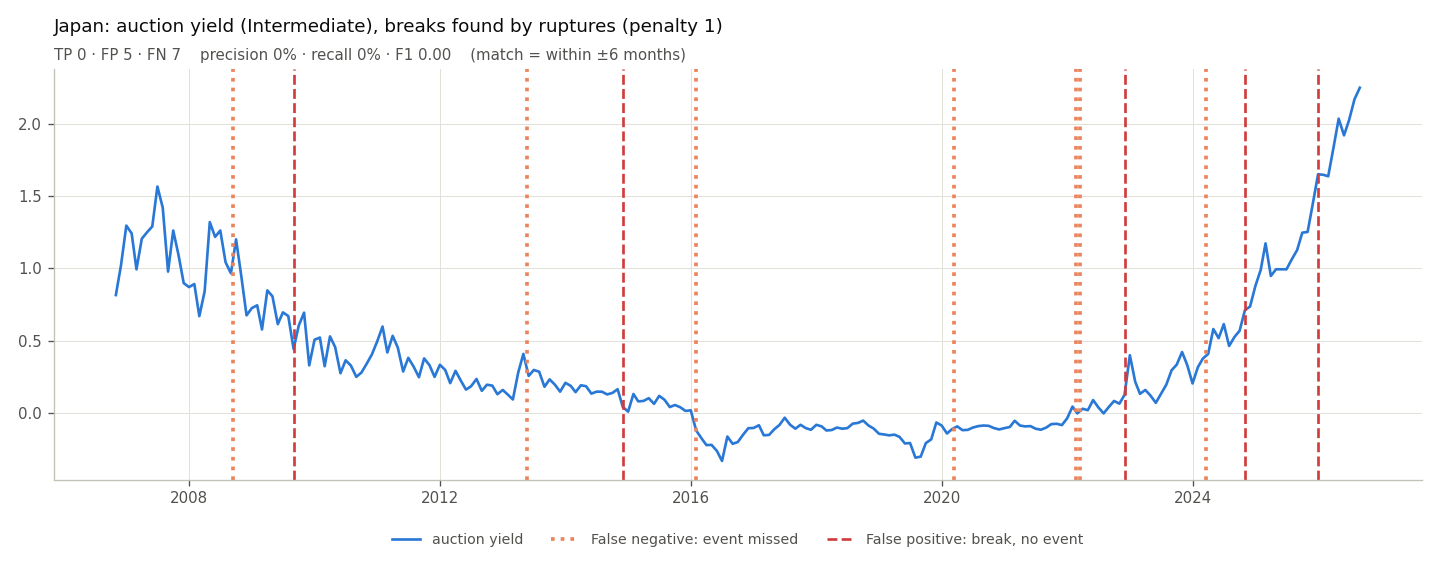 Japan: auction yield (Intermediate), breaks found by ruptures (penalty 1)
TP 0 · FP 5 · FN 7    precision 0% · recall 0% · F1 0.00    (match = within ±6 months)
2.0
1.5
1.0
0.5
0.0
2008 2012 2016 2020 2024
auction yield    False negative: event missed    False positive: break, no event